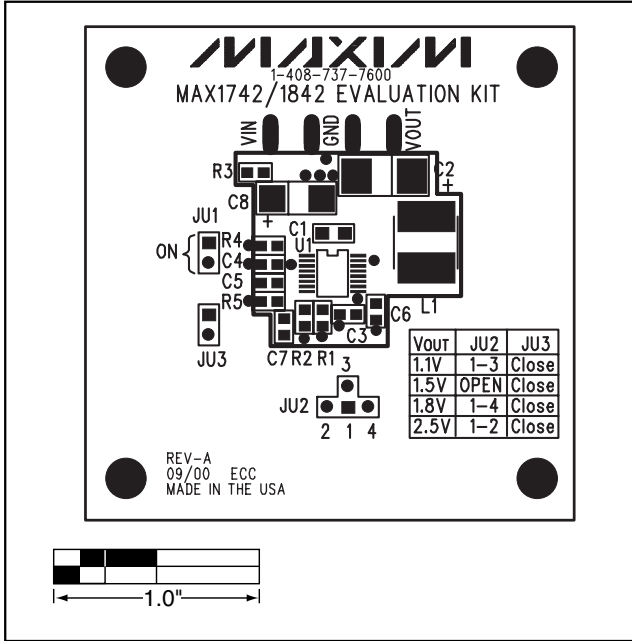 MAXIM
1-408-737-7600
MAX1742/1842 EVALUATION KIT
VIN
GND
VOUT
R3
C2
+
C8
+
JU1
C1
U1
ON
R4
C4
C5
R5
L1
C6
C3
JU3
C7 R2 R1
3
JU2
2 1 4
VOUT JU2 JU3
1.1V 1-3 Close
1.5V OPEN Close
1.8V 1-4 Close
2.5V 1-2 Close
REV-A
09/00 ECC
MADE IN THE USA
1.0"